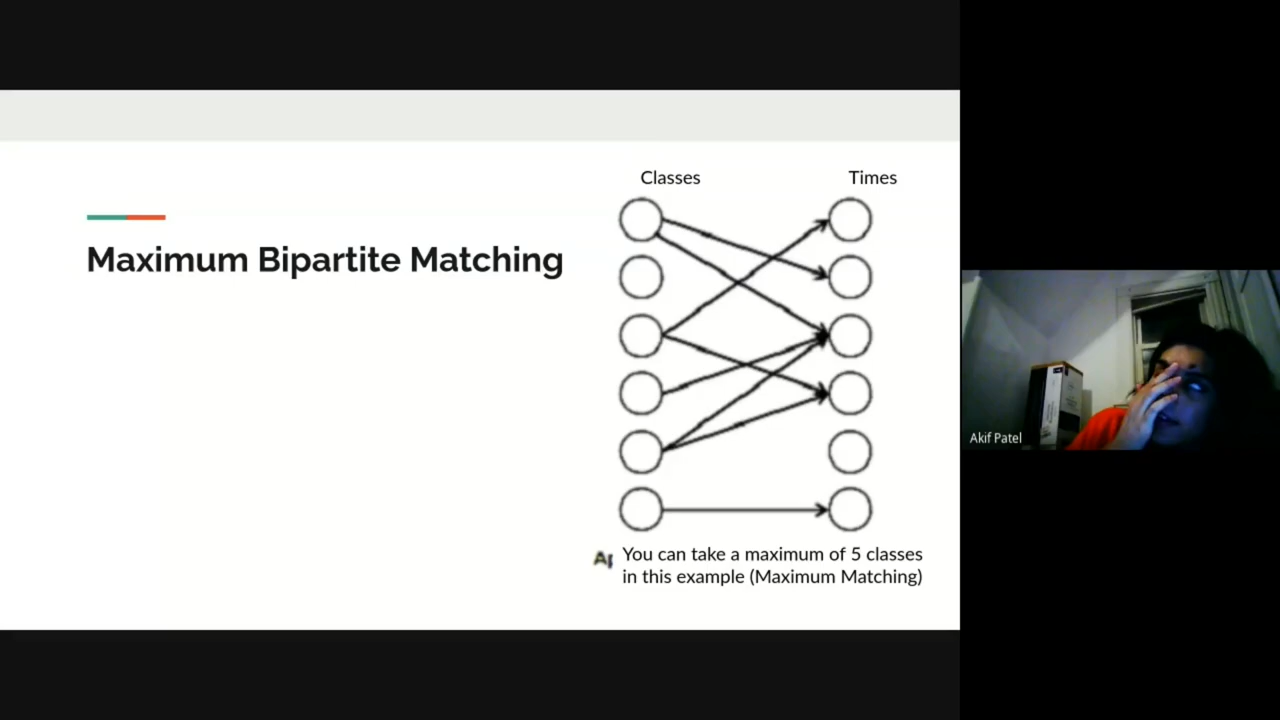 Classes
Times
Maximum Bipartite Matching
You can take a maximum of 5 classes
in this example (Maximum Matching)
Akif Patel